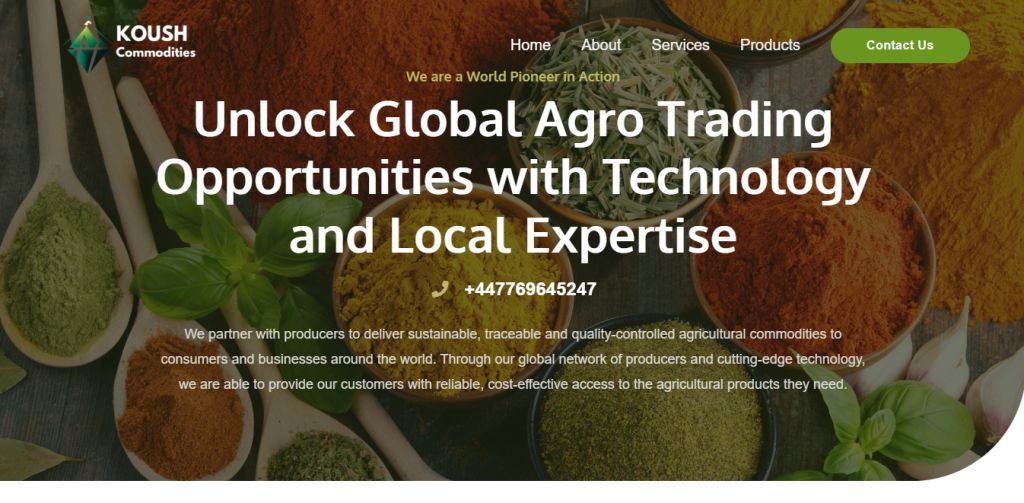 KOUSH
Commodities
Home About Services Products Contact Us
We are a World Pioneer in Action
Unlock Global Agro Trading
Opportunities with Technology
and Local Expertise
+447769645247
We partner with producers to deliver sustainable, traceable and quality-controlled agricultural commodities to
consumers and businesses around the world. Through our global network of producers and cutting-edge technology,
we are able to provide our customers with reliable, cost-effective access to the agricultural products they need.